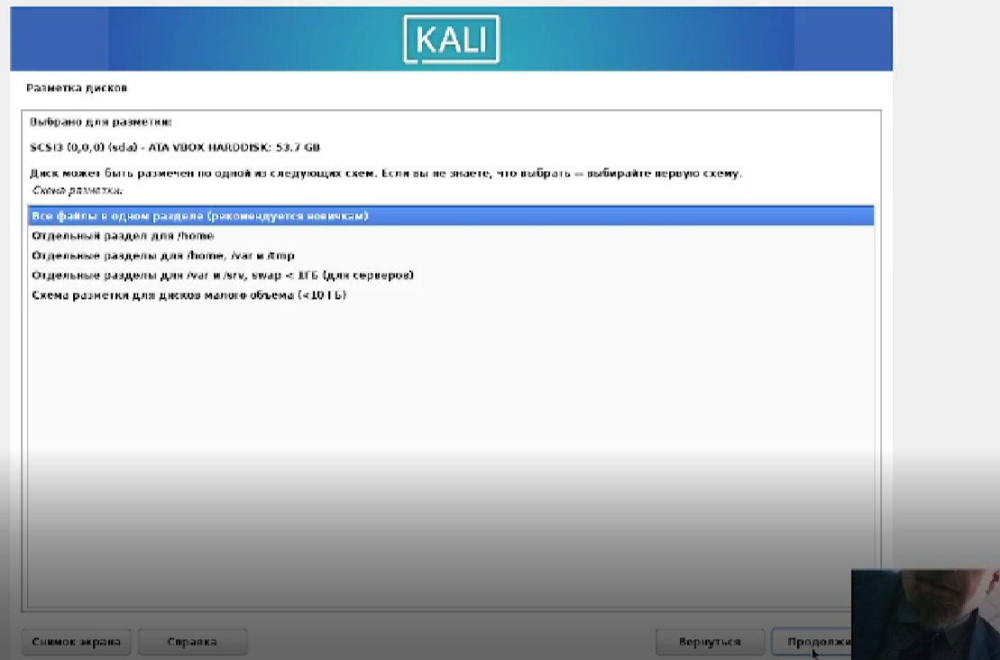 KALI
Разметка дисков
Выбрано для разметки:
SCSI3 (0,0,0) (sda) - ATA VBOX HARDDISK: 53.7 GB
Диск может быть размечен по одной из следующих схем. Если вы не знаете, что выбрать -- выбирайте первую схему.
Схема разметки:
Все файлы в одном разделе (рекомендуется новичкам)
Отдельный раздел для /home
Отдельные разделы для /home, /var и /tmp
Отдельные разделы для /var и /srv, swap < 1ГБ (для серверов)
Схема разметки для дисков малого объема (<10 ГБ)
Снимок экрана Справка Вернуться Продолжи